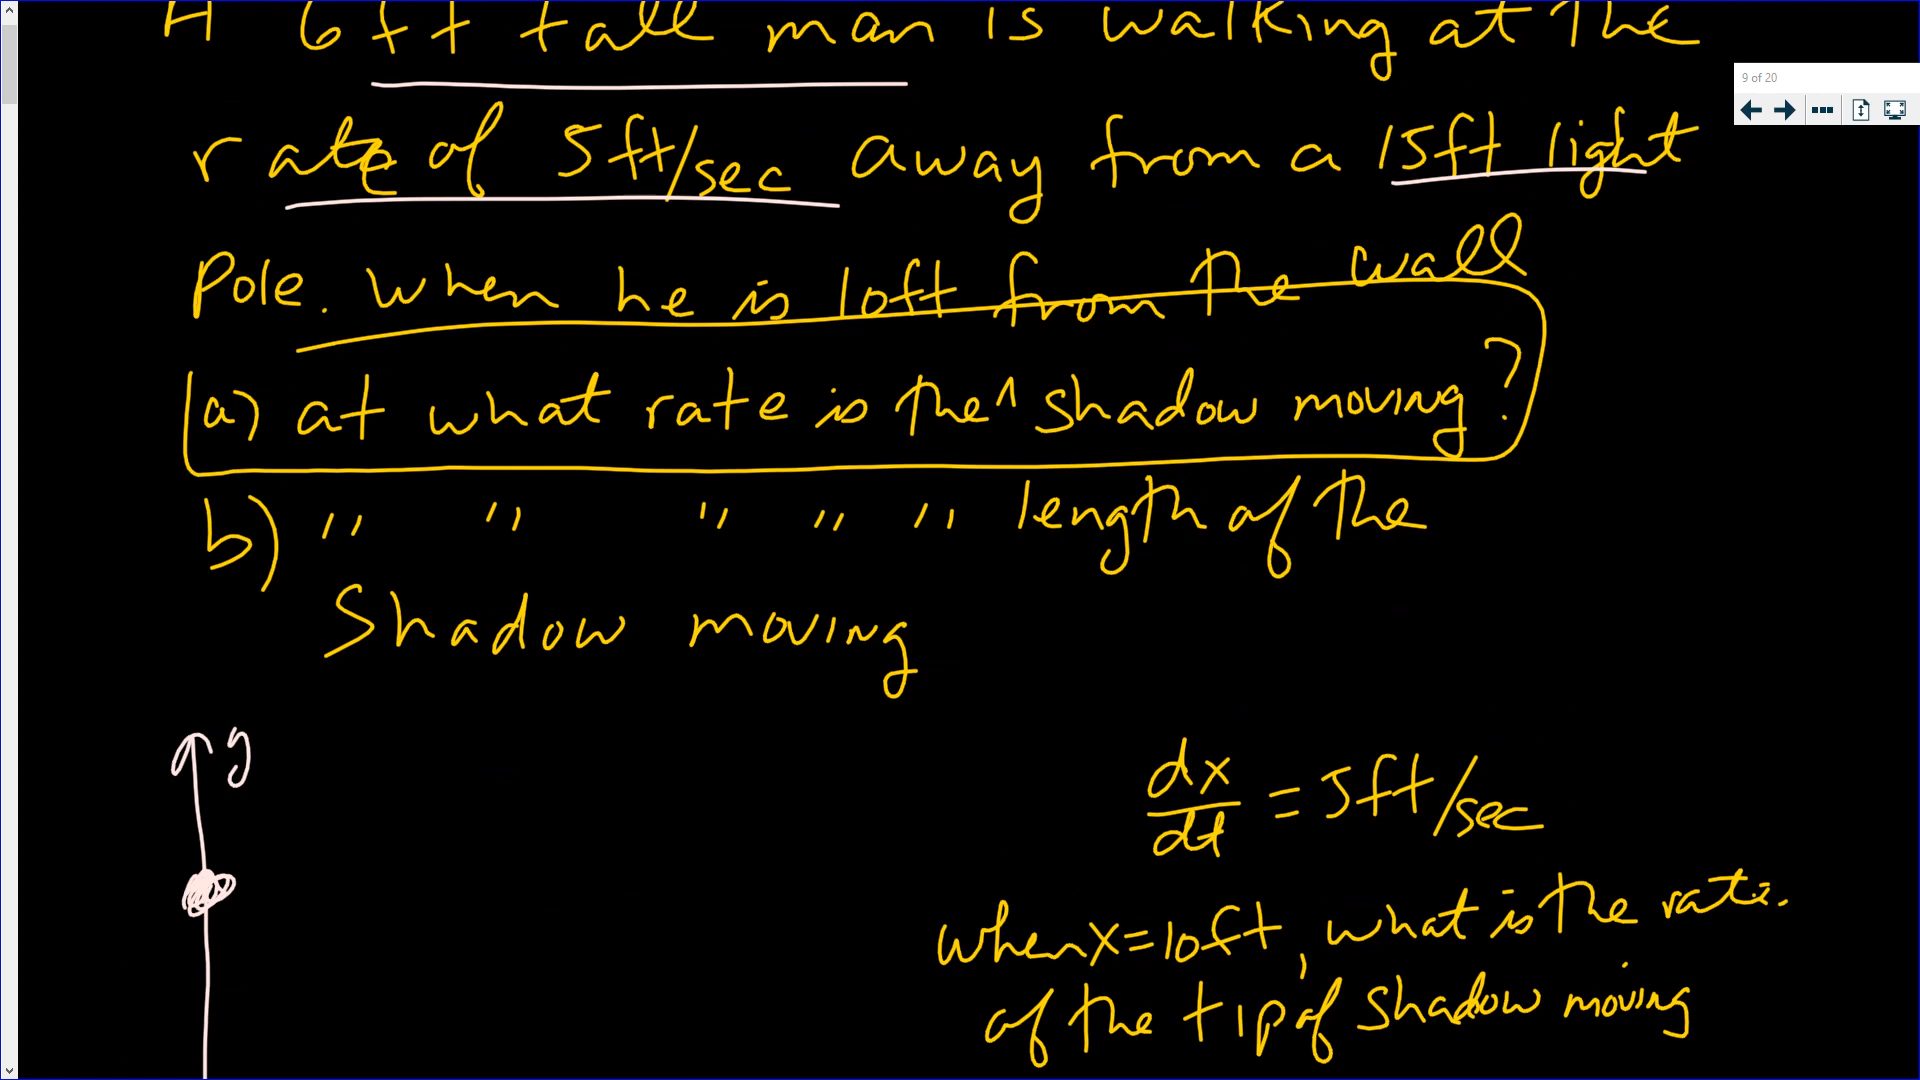 A 6ft tall man is walking at the
rate of 5ft/sec away from a 15ft light
Pole. when he is 10ft from the wall
(a) at what rate is the^ shadow moving?
b) " " " " " length of the
Shadow moving
y
dx/dt = 5ft/sec
when x=10ft, what is the rate.
of the tip of shadow moving
9 of 20